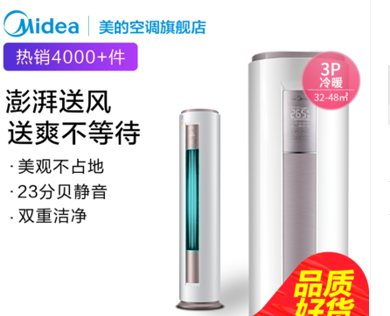 Midea 美的空调旗舰店
热销4000+件
澎湃送风
送爽不等待
·美观不占地
·23分贝静音
·双重洁净
3P
冷暖
32-48㎡
26.5
品质
好货